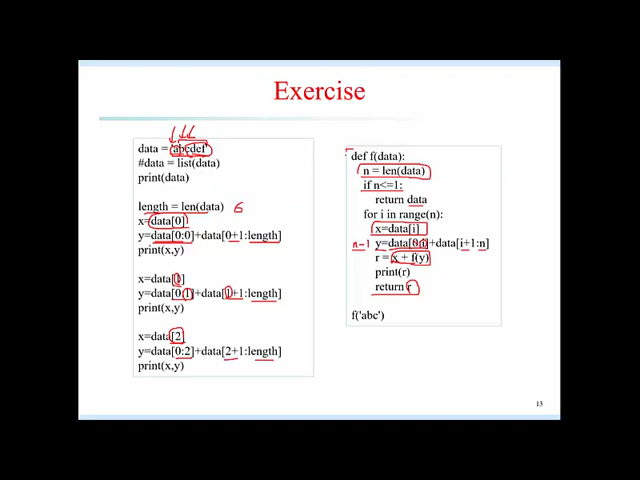 Exercise
data = 'abcdef'
#data = list(data)
print(data)
length = len(data) 6
x=data[0]
y=data[0:0]+data[0+1:length]
print(x,y)
x=data[1]
y=data[0:1]+data[1+1:length]
print(x,y)
x=data[2]
y=data[0:2]+data[2+1:length]
print(x,y)
def f(data):
n = len(data)
if n<=1:
return data
for i in range(n):
x=data[i]
n-1 y=data[0:i]+data[i+1:n]
r = x + f(y)
print(r)
return r
f('abc')
13